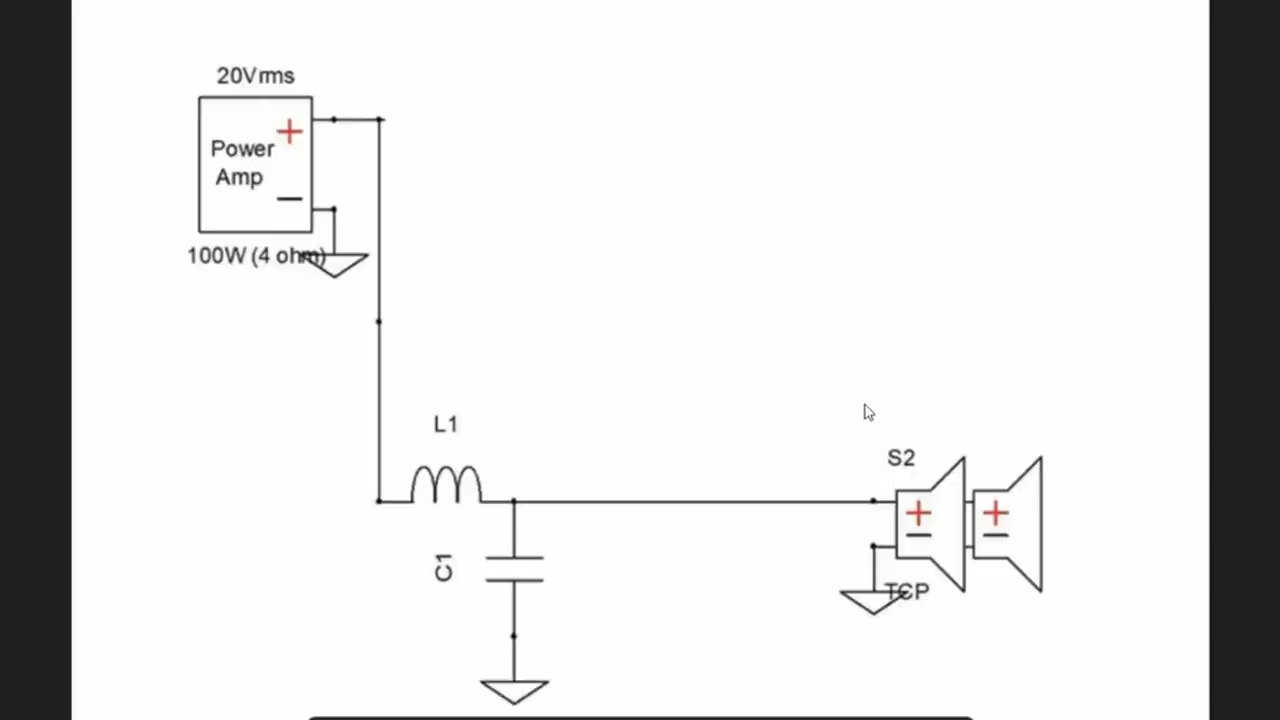 20Vrms
+
Power
Amp
−
100W (4 ohm)
L1
S2
+ +
− −
C1
TCP